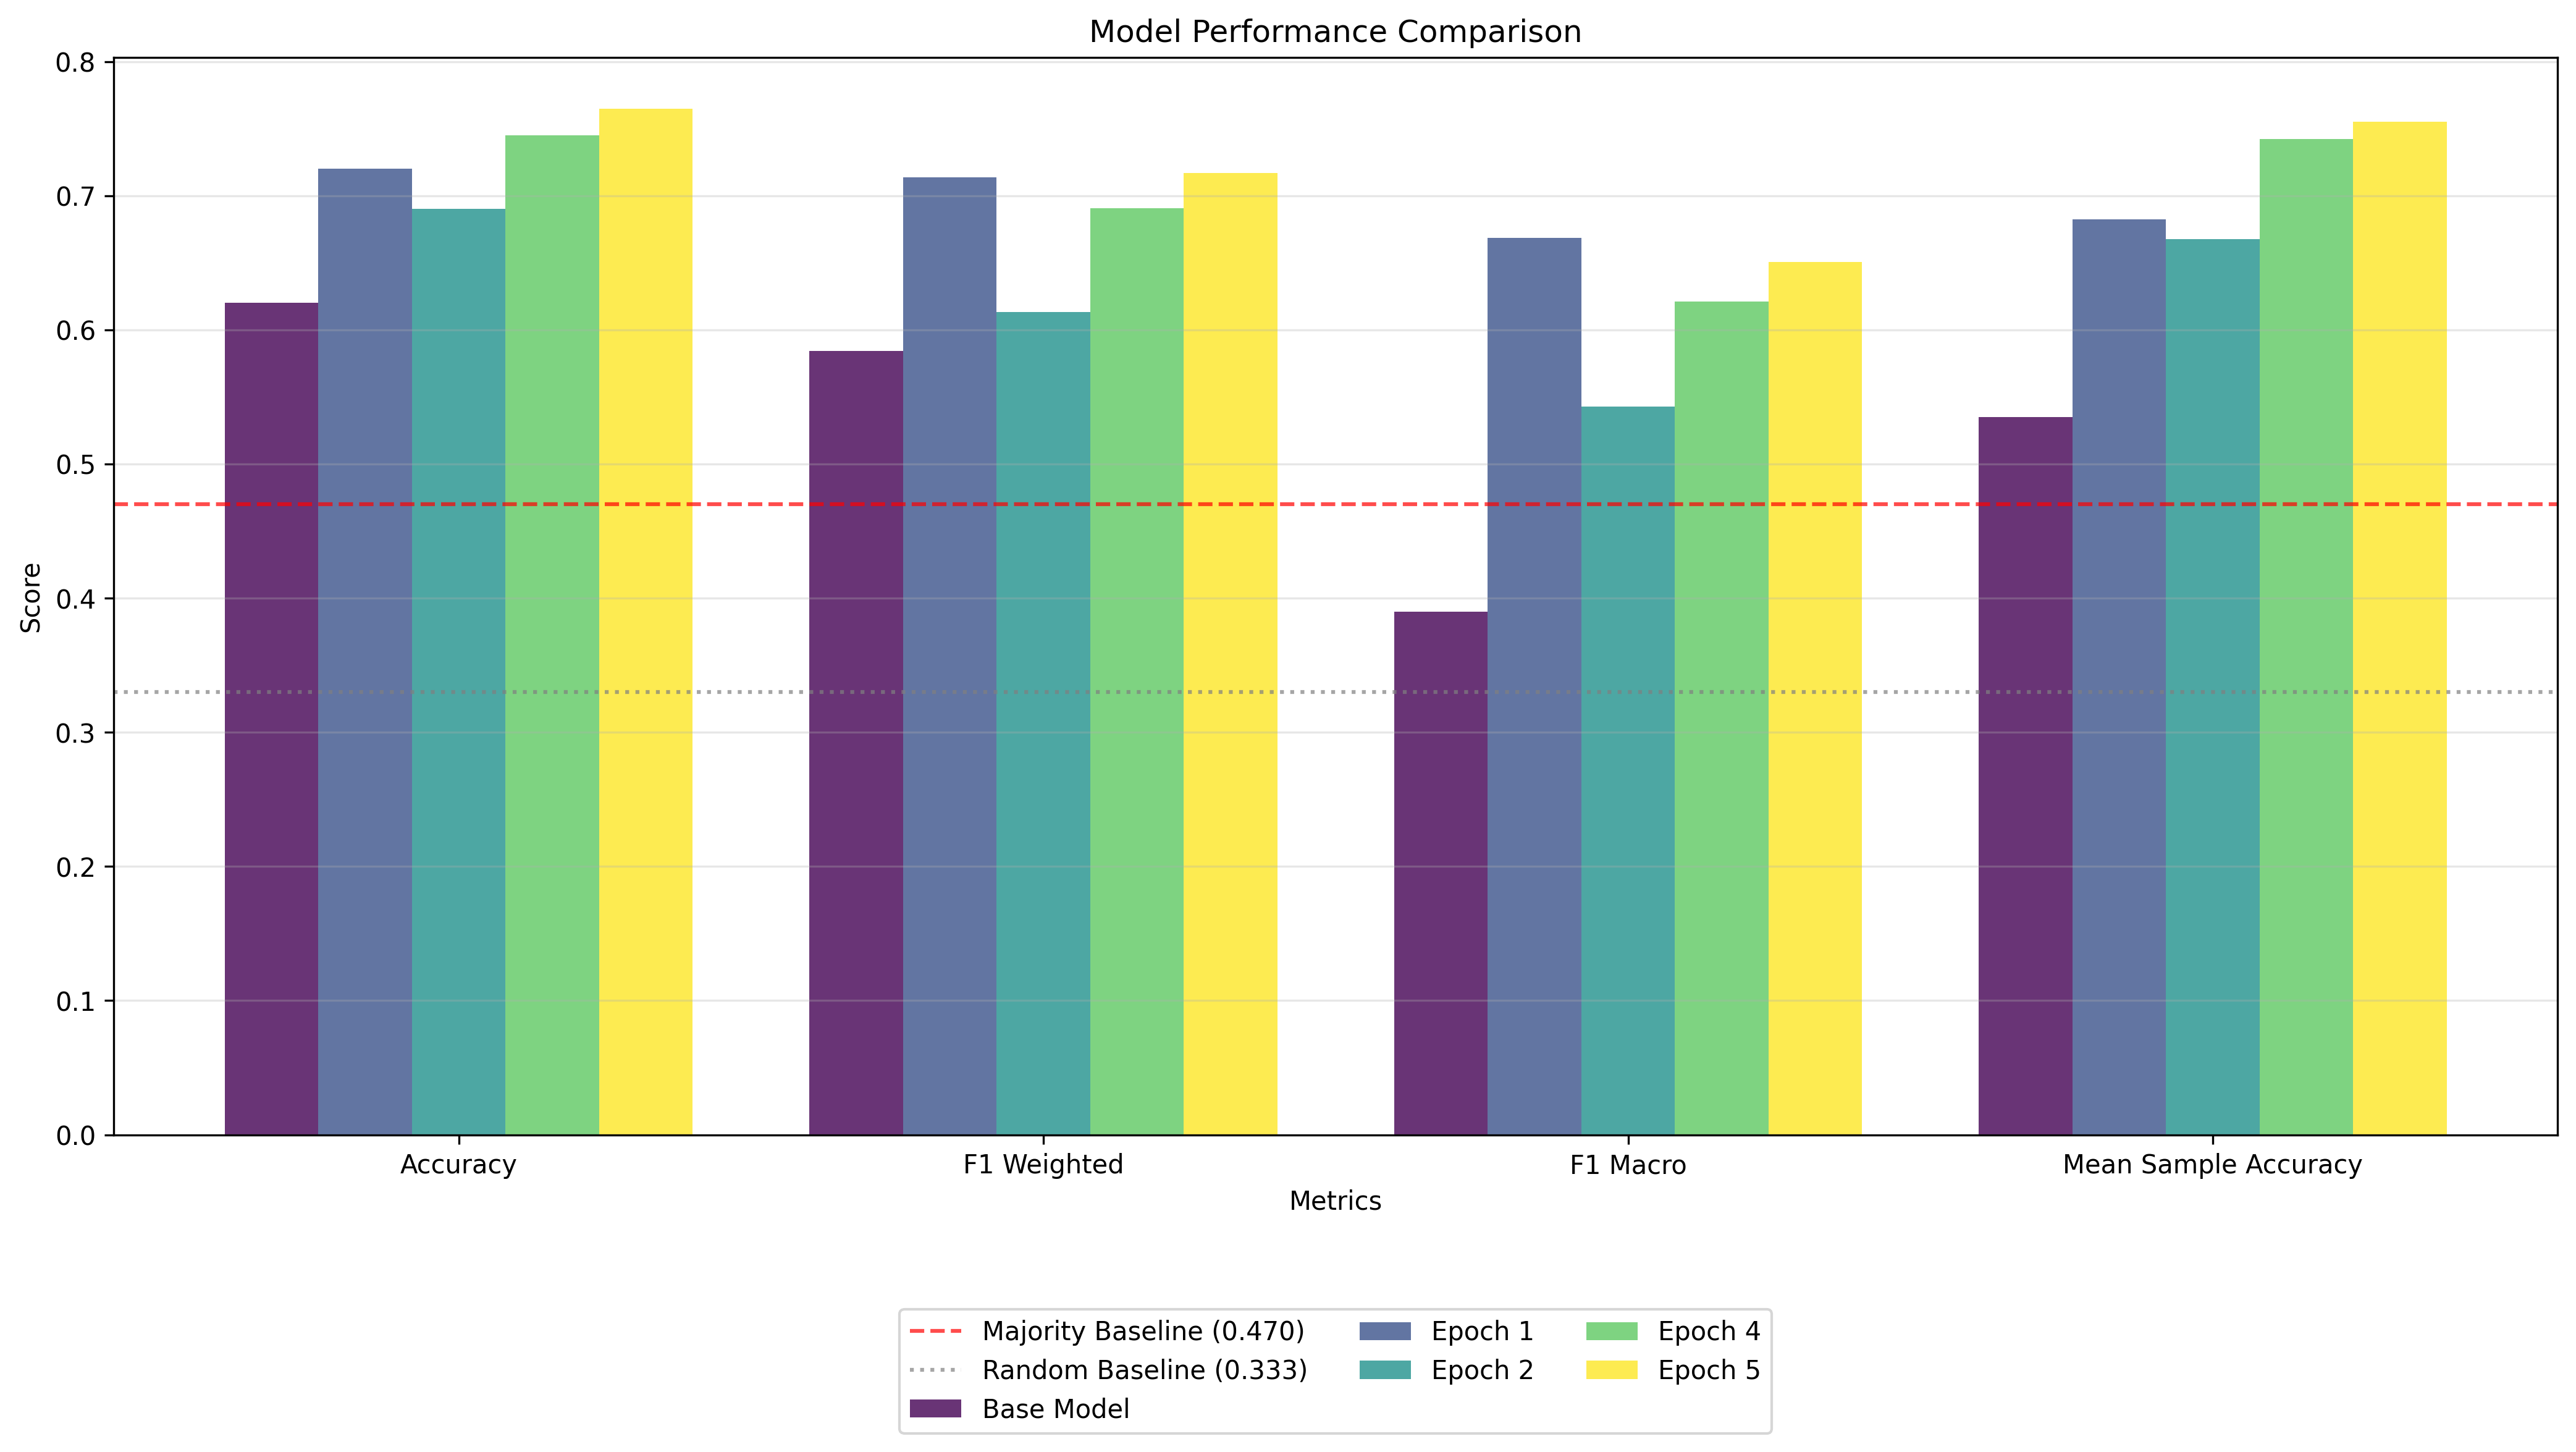 Model Performance Comparison
0.8
0.7
0.6
0.5
0.4
0.3
0.2
0.1
0.0
Score
Accuracy
F1 Weighted
F1 Macro
Mean Sample Accuracy
Metrics
Majority Baseline (0.470)
Random Baseline (0.333)
Base Model
Epoch 1
Epoch 2
Epoch 4
Epoch 5